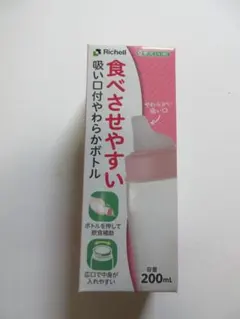 Richell
食べさせやすい
吸い口付やわらかボトル
やわらかい
吸い口
ボトルを押して
飲食補助
広口で中身が
入れやすい
容量
200mL